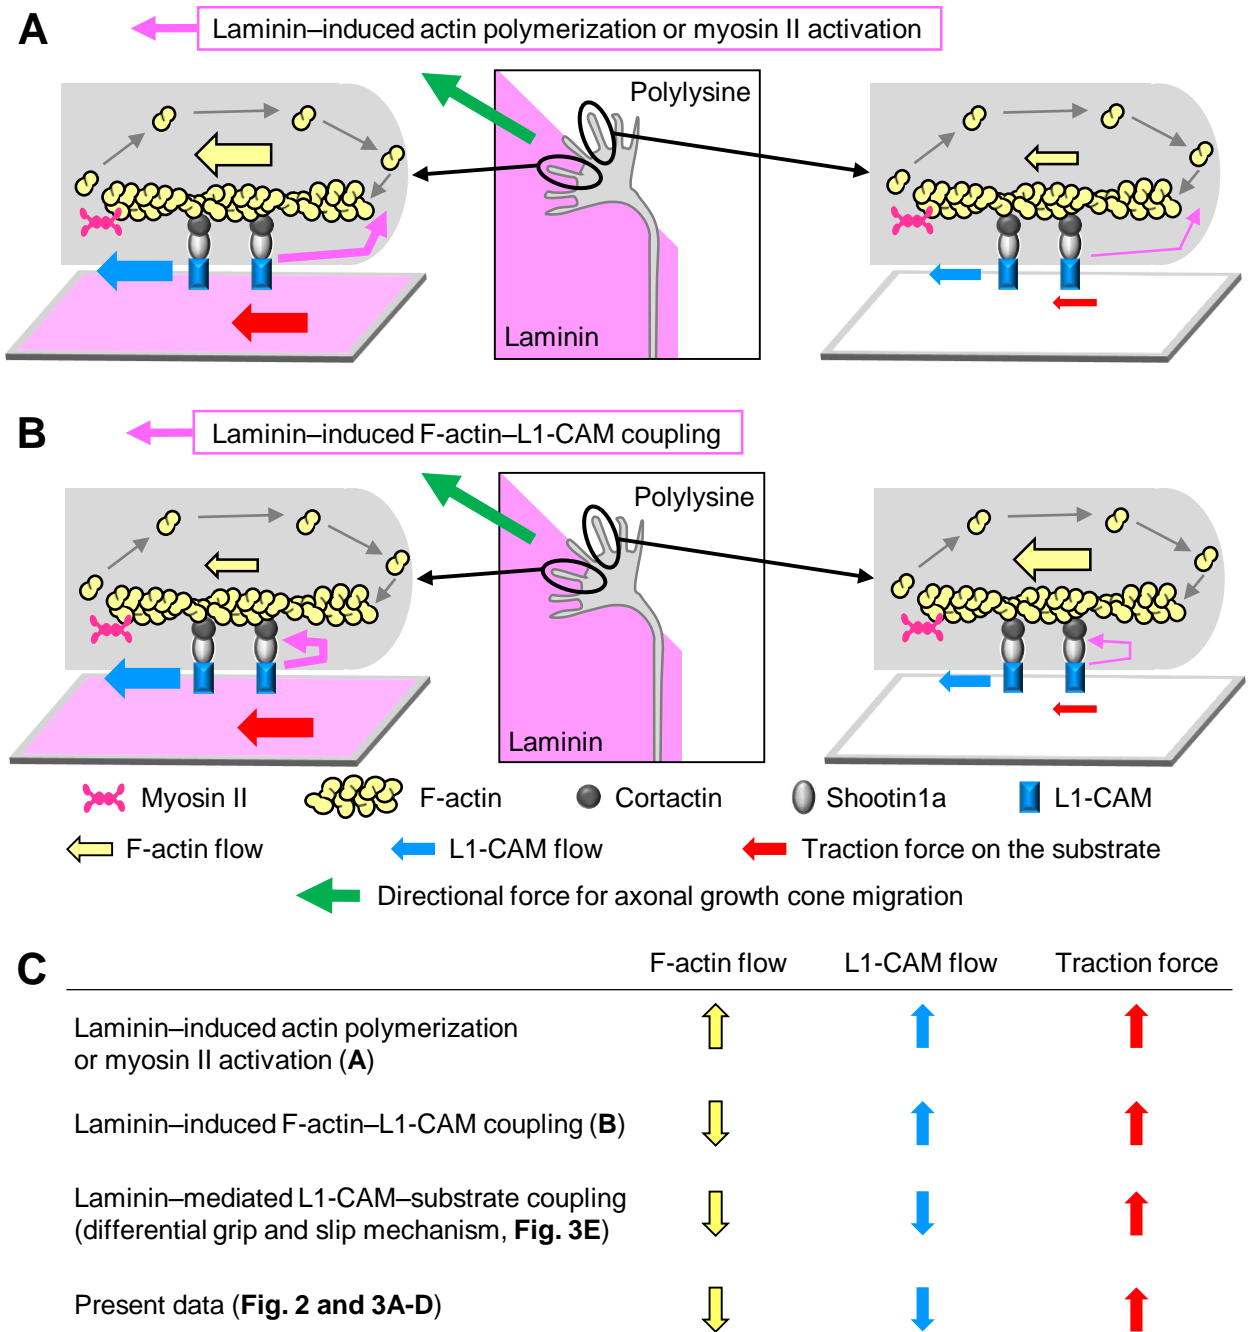 A
Laminin–induced actin polymerization or myosin II activation
Polylysine
Laminin
B
Laminin–induced F-actin–L1-CAM coupling
Polylysine
Laminin
Myosin II
F-actin
Cortactin
Shootin1a
L1-CAM
F-actin flow
L1-CAM flow
Traction force on the substrate
Directional force for axonal growth cone migration
C
F-actin flow L1-CAM flow Traction force
Laminin–induced actin polymerization
or myosin II activation (A)
Laminin–induced F-actin–L1-CAM coupling (B)
Laminin–mediated L1-CAM–substrate coupling
(differential grip and slip mechanism, Fig. 3E)
Present data (Fig. 2 and 3A-D)